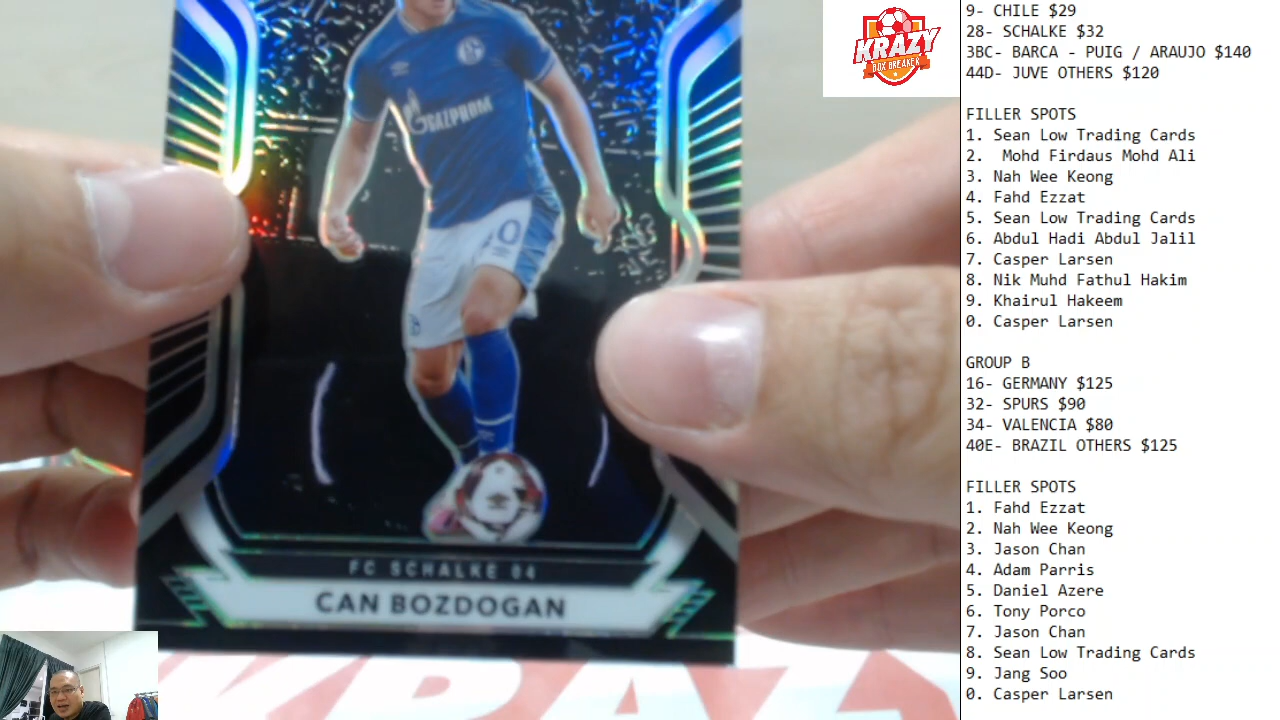 9- CHILE $29
28- SCHALKE $32
3BC- BARCA - PUIG / ARAUJO $140
44D- JUVE OTHERS $120
FILLER SPOTS
1. Sean Low Trading Cards
2.  Mohd Firdaus Mohd Ali
3. Nah Wee Keong
4. Fahd Ezzat
5. Sean Low Trading Cards
6. Abdul Hadi Abdul Jalil
7. Casper Larsen
8. Nik Muhd Fathul Hakim
9. Khairul Hakeem
0. Casper Larsen
GROUP B
16- GERMANY $125
32- SPURS $90
34- VALENCIA $80
40E- BRAZIL OTHERS $125
FILLER SPOTS
1. Fahd Ezzat
2. Nah Wee Keong
3. Jason Chan
4. Adam Parris
5. Daniel Azere
6. Tony Porco
7. Jason Chan
8. Sean Low Trading Cards
9. Jang Soo
0. Casper Larsen
KRAZY
BOX BREAKER
GAZPROM
FC SCHALKE 04
CAN BOZDOGAN
KRAZY